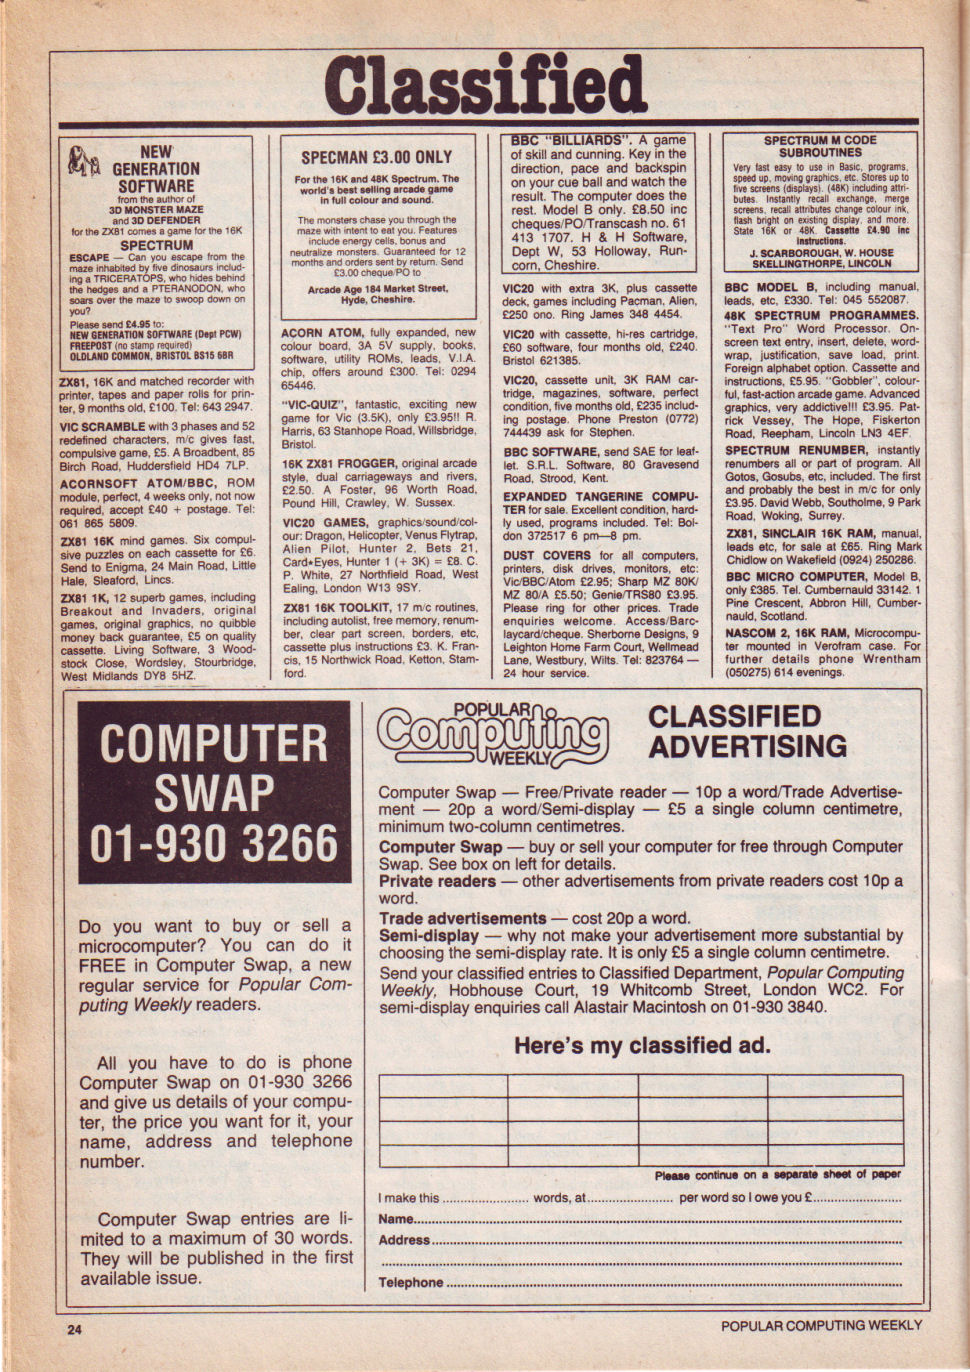 Classified
NEW
GENERATION
SOFTWARE
from the author of
3D MONSTER MAZE
and 3D DEFENDER
for the ZX81 comes a game for the 16K
SPECTRUM
ESCAPE — Can you escape from the
maze inhabited by five dinosaurs includ-
ing a TRICERATOPS, who hides behind
the hedges and a PTERANODON, who
soars over the maze to swoop down on
you?
Please send £4.95 to:
NEW GENERATION SOFTWARE (Dept PCW)
FREEPOST (no stamp required)
OLDLAND COMMON, BRISTOL BS15 6BR
ZX81, 16K and matched recorder with
printer, tapes and paper rolls for prin-
ter, 9 months old, £100. Tel: 643 2947.
VIC SCRAMBLE with 3 phases and 52
redefined characters, m/c gives fast,
compulsive game, £5. A Broadbent, 85
Birch Road, Huddersfield HD4 7LP.
ACORNSOFT ATOM/BBC, ROM
module, perfect, 4 weeks only, not now
required, accept £40 + postage. Tel:
061 865 5809.
ZX81 16K mind games. Six compul-
sive puzzles on each cassette for £6.
Send to Enigma, 24 Main Road, Little
Hale, Sleaford, Lincs.
ZX81 1K, 12 superb games, including
Breakout and Invaders, original
games, original graphics, no quibble
money back guarantee, £5 on quality
cassette. Living Software, 3 Wood-
stock Close, Wordsley, Stourbridge,
West Midlands DY8 5HZ.
SPECMAN £3.00 ONLY
For the 16K and 48K Spectrum. The
world's best selling arcade game
in full colour and sound.
The monsters chase you through the
maze with intent to eat you. Features
include energy cells, bonus and
neutralize monsters. Guaranteed for 12
months and orders sent by return. Send
£3.00 cheque/PO to
Arcade Age 184 Market Street,
Hyde, Cheshire.
ACORN ATOM, fully expanded, new
colour board, 3A 5V supply, books,
software, utility ROMs, leads, V.I.A.
chip, offers around £300. Tel: 0294
65446.
"VIC-QUIZ", fantastic, exciting new
game for Vic (3.5K), only £3.95!! R.
Harris, 63 Stanhope Road, Willsbridge,
Bristol.
16K ZX81 FROGGER, original arcade
style, dual carriageways and rivers,
£2.50. A Foster, 96 Worth Road,
Pound Hill, Crawley, W. Sussex.
VIC20 GAMES, graphics/sound/col-
our: Dragon, Helicopter, Venus Flytrap,
Alien Pilot, Hunter 2, Bets 21,
Card★Eyes, Hunter 1 (+ 3K) = £8. C.
P. White, 27 Northfield Road, West
Ealing, London W13 9SY.
ZX81 16K TOOLKIT, 17 m/c routines,
including autolist, free memory, renum-
ber, clear part screen, borders, etc,
cassette plus instructions £3. K. Fran-
cis, 15 Northwick Road, Ketton, Stam-
ford.
BBC "BILLIARDS". A game
of skill and cunning. Key in the
direction, pace and backspin
on your cue ball and watch the
result. The computer does the
rest. Model B only. £8.50 inc
cheques/PO/Transcash no. 61
413 1707. H & H Software,
Dept W, 53 Holloway, Run-
corn, Cheshire.
VIC20 with extra 3K, plus cassette
deck, games including Pacman, Alien,
£250 ono. Ring James 348 4454.
VIC20 with cassette, hi-res cartridge,
£60 software, four months old, £240.
Bristol 621385.
VIC20, cassette unit, 3K RAM car-
tridge, magazines, software, perfect
condition, five months old, £235 includ-
ing postage. Phone Preston (0772)
744439 ask for Stephen.
BBC SOFTWARE, send SAE for leaf-
let. S.R.L. Software, 80 Gravesend
Road, Strood, Kent.
EXPANDED TANGERINE COMPU-
TER for sale. Excellent condition, hard-
ly used, programs included. Tel: Bol-
don 372517 6 pm—8 pm.
DUST COVERS for all computers,
printers, disk drives, monitors, etc:
Vic/BBC/Atom £2.95; Sharp MZ 80K/
MZ 80/A £5.50; Genie/TRS80 £3.95.
Please ring for other prices. Trade
enquiries welcome. Access/Barc-
laycard/cheque. Sherborne Designs, 9
Leighton Home Farm Court, Wellmead
Lane, Westbury, Wilts. Tel: 823764 —
24 hour service.
SPECTRUM M CODE
SUBROUTINES
Very fast easy to use in Basic, programs,
speed up, moving graphics, etc. Stores up to
five screens (displays). (48K) including attri-
butes. Instantly recall exchange, merge
screens, recall attributes change colour ink,
flash bright on existing display, and more.
State 16K or 48K. Cassette £4.90 inc
instructions.
J. SCARBOROUGH, W. HOUSE
SKELLINGTHORPE, LINCOLN
BBC MODEL B, including manual,
leads, etc, £330. Tel: 045 552087.
48K SPECTRUM PROGRAMMES.
"Text Pro" Word Processor. On-
screen text entry, insert, delete, word-
wrap, justification, save load, print.
Foreign alphabet option. Cassette and
instructions, £5.95. "Gobbler", colour-
ful, fast-action arcade game. Advanced
graphics, very addictive!!! £3.95. Pat-
rick Vessey, The Hope, Fiskerton
Road, Reepham, Lincoln LN3 4EF.
SPECTRUM RENUMBER, instantly
renumbers all or part of program. All
Gotos, Gosubs, etc, included. The first
and probably the best in m/c for only
£3.95. David Webb, Southolme, 9 Park
Road, Woking, Surrey.
ZX81, SINCLAIR 16K RAM, manual,
leads etc, for sale at £65. Ring Mark
Chidlow on Wakefield (0924) 250286.
BBC MICRO COMPUTER, Model B,
only £385. Tel. Cumbernauld 33142. 1
Pine Crescent, Abbron Hill, Cumber-
nauld, Scotland.
NASCOM 2, 16K RAM, Microcompu-
ter mounted in Verofram case. For
further details phone Wrentham
(050275) 614 evenings.
COMPUTER
SWAP
01-930 3266
Do you want to buy or sell a
microcomputer? You can do it
FREE in Computer Swap, a new
regular service for Popular Com-
puting Weekly readers.
All you have to do is phone
Computer Swap on 01-930 3266
and give us details of your compu-
ter, the price you want for it, your
name, address and telephone
number.
Computer Swap entries are li-
mited to a maximum of 30 words.
They will be published in the first
available issue.
POPULAR
Computing
WEEKLY
CLASSIFIED
ADVERTISING
Computer Swap — Free/Private reader — 10p a word/Trade Advertise-
ment — 20p a word/Semi-display — £5 a single column centimetre,
minimum two-column centimetres.
Computer Swap — buy or sell your computer for free through Computer
Swap. See box on left for details.
Private readers — other advertisements from private readers cost 10p a
word.
Trade advertisements — cost 20p a word.
Semi-display — why not make your advertisement more substantial by
choosing the semi-display rate. It is only £5 a single column centimetre.
Send your classified entries to Classified Department, Popular Computing
Weekly, Hobhouse Court, 19 Whitcomb Street, London WC2. For
semi-display enquiries call Alastair Macintosh on 01-930 3840.
Here's my classified ad.
Please continue on a separate sheet of paper
I make this ........................ words, at ........................ per word so I owe you £........................
Name........................
Address........................
Telephone ........................
24
POPULAR COMPUTING WEEKLY